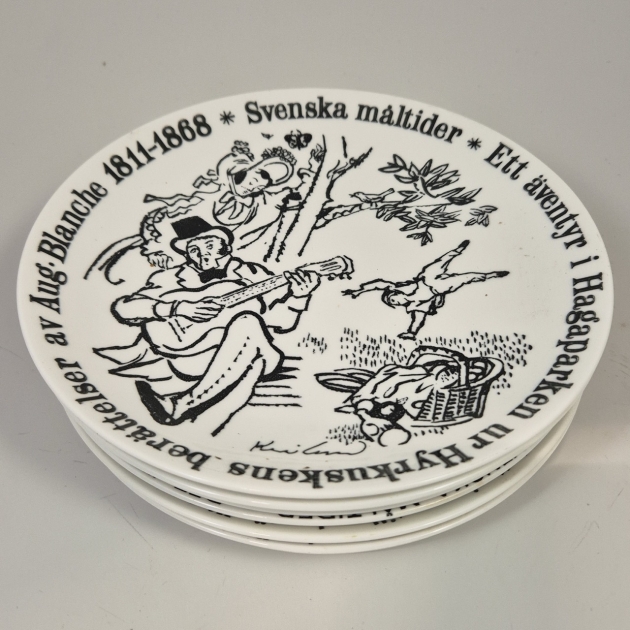 * Svenska måltider * Ett äventyr i Hagaparken ur Hyrkuskens berättelser av Aug. Blanche 1811-1868